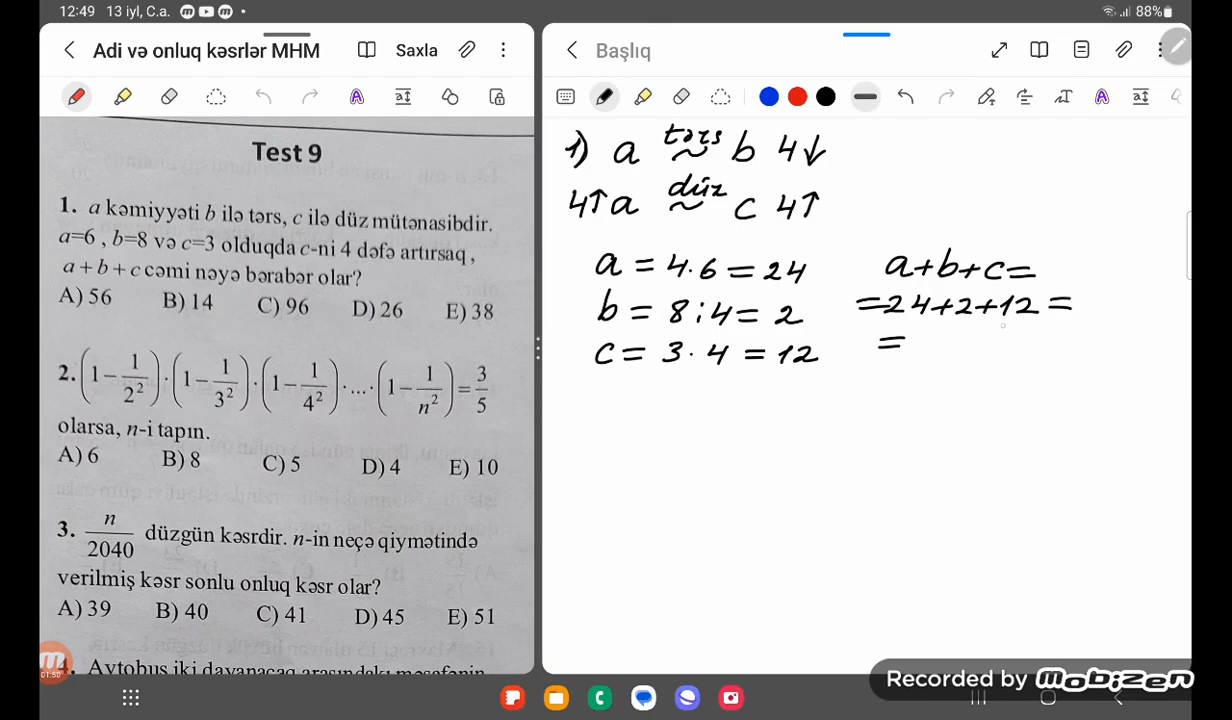 12:49 13 iyl, C.a. 88%
Adi və onluq kəsrlər MHM Saxla
Başlıq
Test 9
1. a kəmiyyəti b ilə tərs, c ilə düz mütənasibdir.
a=6 , b=8 və c=3 olduqda c-ni 4 dəfə artırsaq ,
a + b + c cəmi nəyə bərabər olar?
A) 56 B) 14 C) 96 D) 26 E) 38
2. (1 − 1/2²) · (1 − 1/3²) · (1 − 1/4²) · ... · (1 − 1/n²) = 3/5
olarsa, n-i tapın.
A) 6 B) 8 C) 5 D) 4 E) 10
3. n/2040 düzgün kəsrdir. n-in neçə qiymətində
verilmiş kəsr sonlu onluq kəsr olar?
A) 39 B) 40 C) 41 D) 45 E) 51
4. Avtobus iki dayanacaq arasındakı məsafənin
1) a tərs ~ b 4↓
4↑ a düz ~ c 4↑
a = 4·6 = 24
b = 8:4 = 2
c = 3·4 = 12
a+b+c=
=24+2+12=
=
01:50
Recorded by mobizen